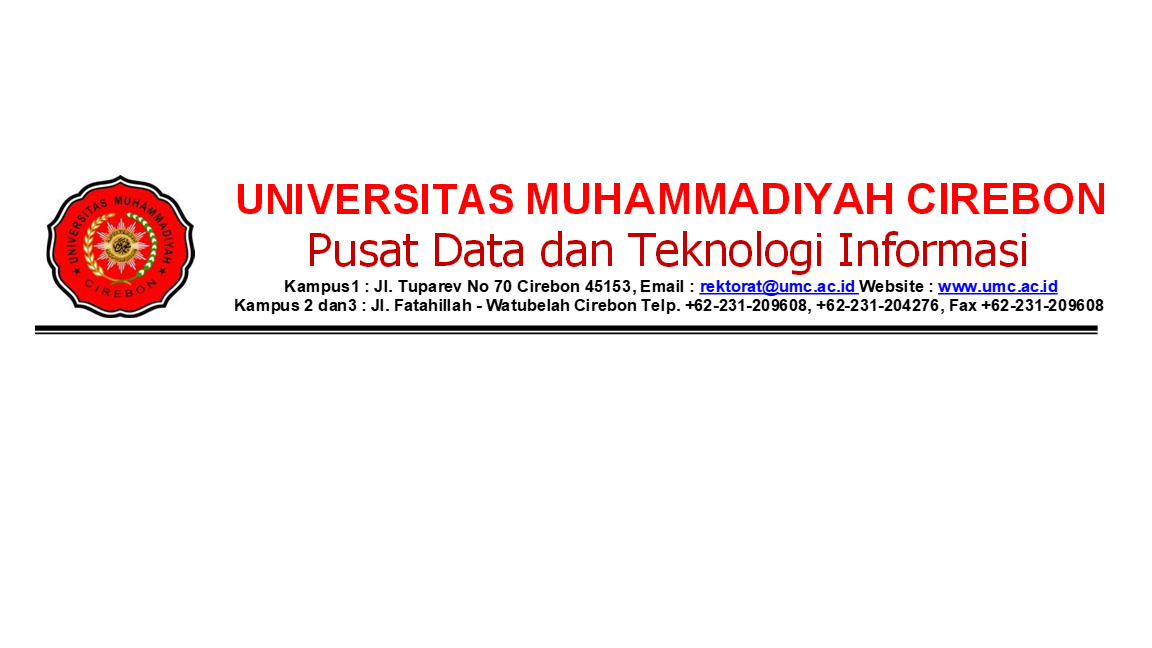 UNIVERSITAS MUHAMMADIYAH
CIREBON
UNIVERSITAS MUHAMMADIYAH CIREBON
Pusat Data dan Teknologi Informasi
Kampus1 : Jl. Tuparev No 70 Cirebon 45153, Email : rektorat@umc.ac.id Website : www.umc.ac.id
Kampus 2 dan3 : Jl. Fatahillah - Watubelah Cirebon Telp. +62-231-209608, +62-231-204276, Fax +62-231-209608